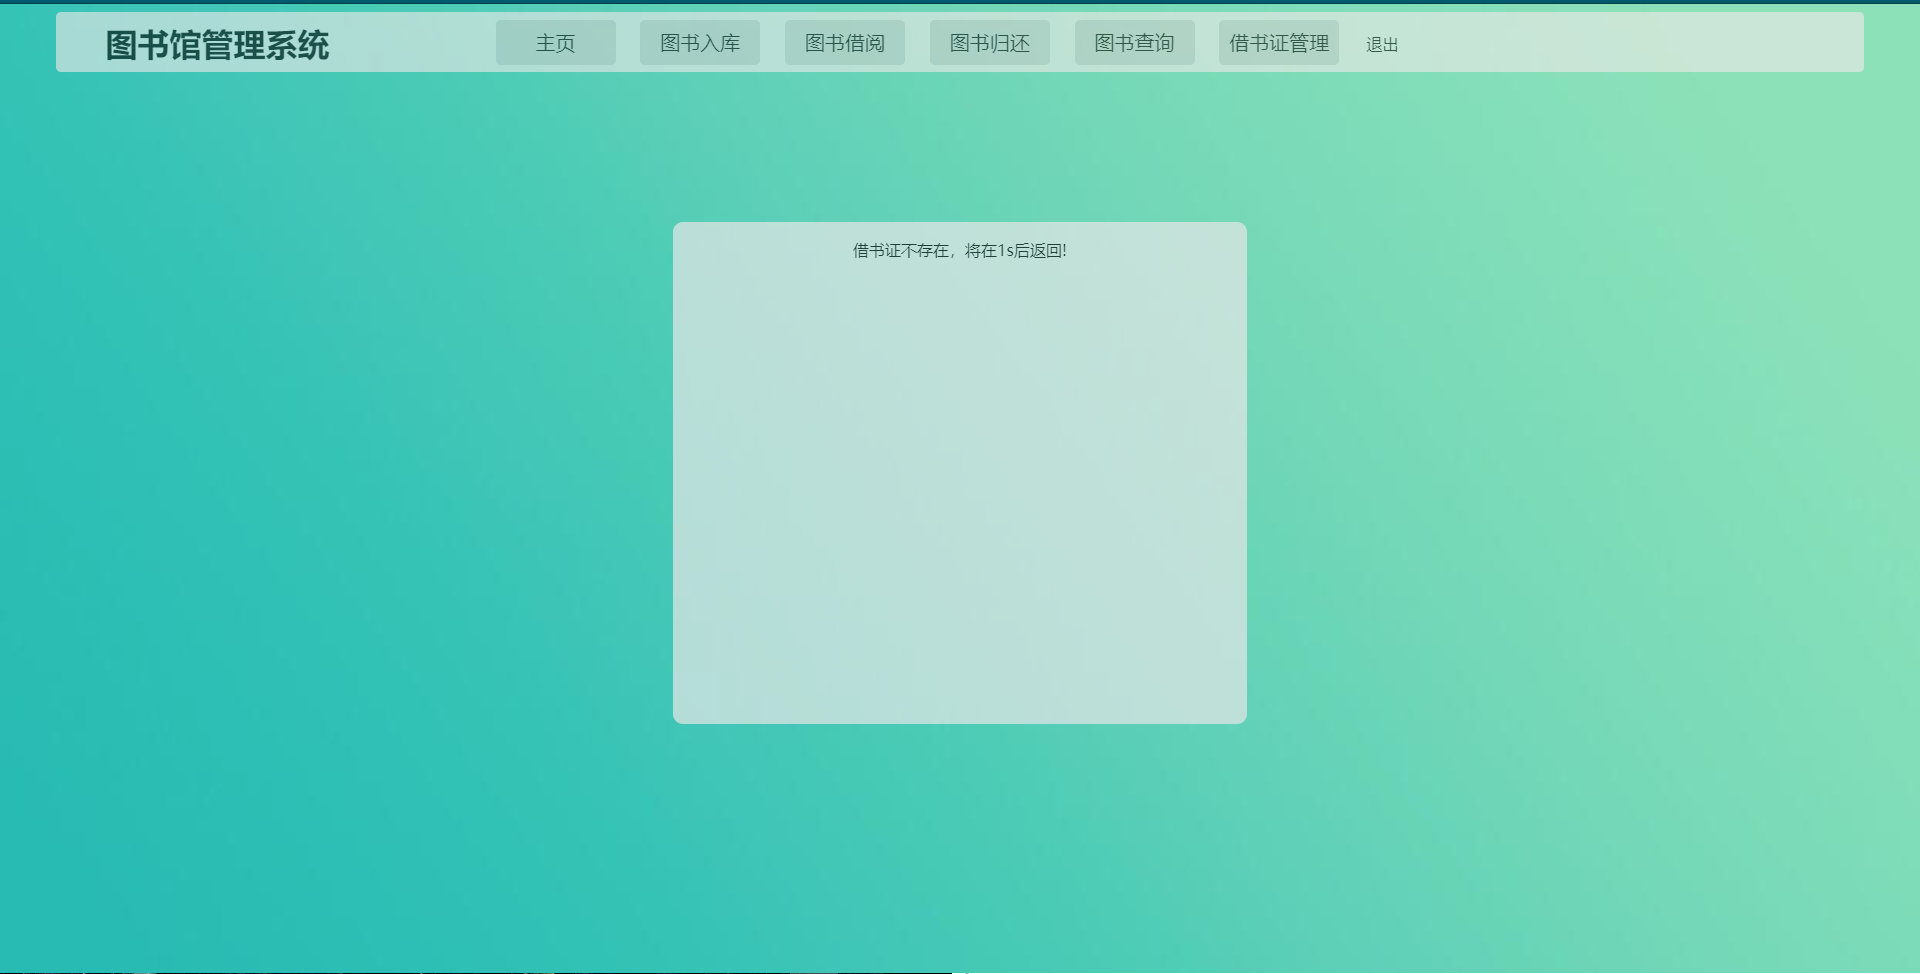 图书馆管理系统
主页
图书入库
图书借阅
图书归还
图书查询
借书证管理
退出
借书证不存在，将在1s后返回!